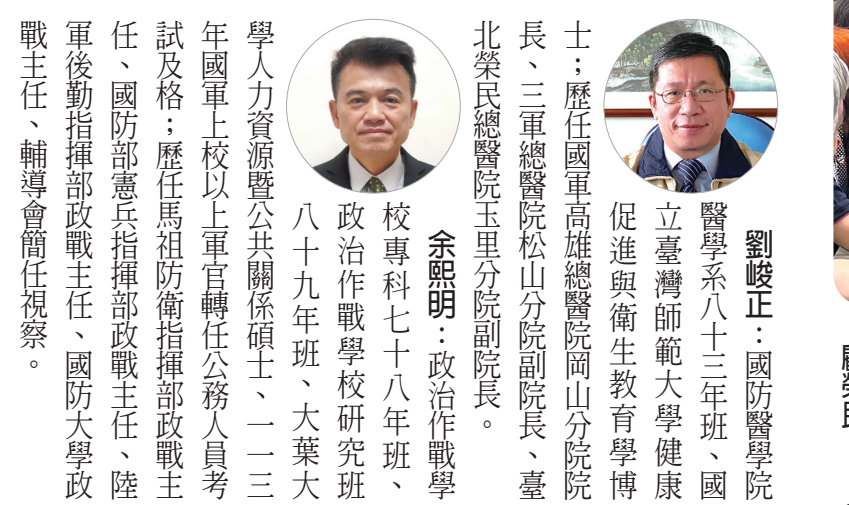 劉峻正：國防醫學院
醫學系八十三年班、國
立臺灣師範大學健康
促進與衛生教育學博
士；歷任國軍高雄總醫院岡山分院院
長、三軍總醫院松山分院副院長、臺
北榮民總醫院玉里分院副院長。
余熙明：政治作戰學
校專科七十八年班、
政治作戰學校研究班
八十九年班、大葉大
學人力資源暨公共關係碩士、一一三
年國軍上校以上軍官轉任公務人員考
試及格；歷任馬祖防衛指揮部政戰主
任、國防部憲兵指揮部政戰主任、陸
軍後勤指揮部政戰主任、國防大學政
戰主任、輔導會簡任視察。